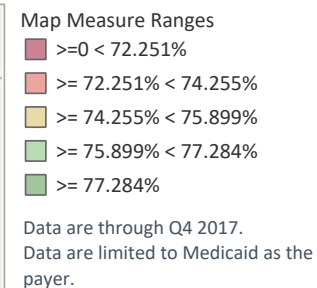 Map Measure Ranges
>=0 < 72.251%
>= 72.251% < 74.255%
>= 74.255% < 75.899%
>= 75.899% < 77.284%
>= 77.284%
Data are through Q4 2017.
Data are limited to Medicaid as the
payer.